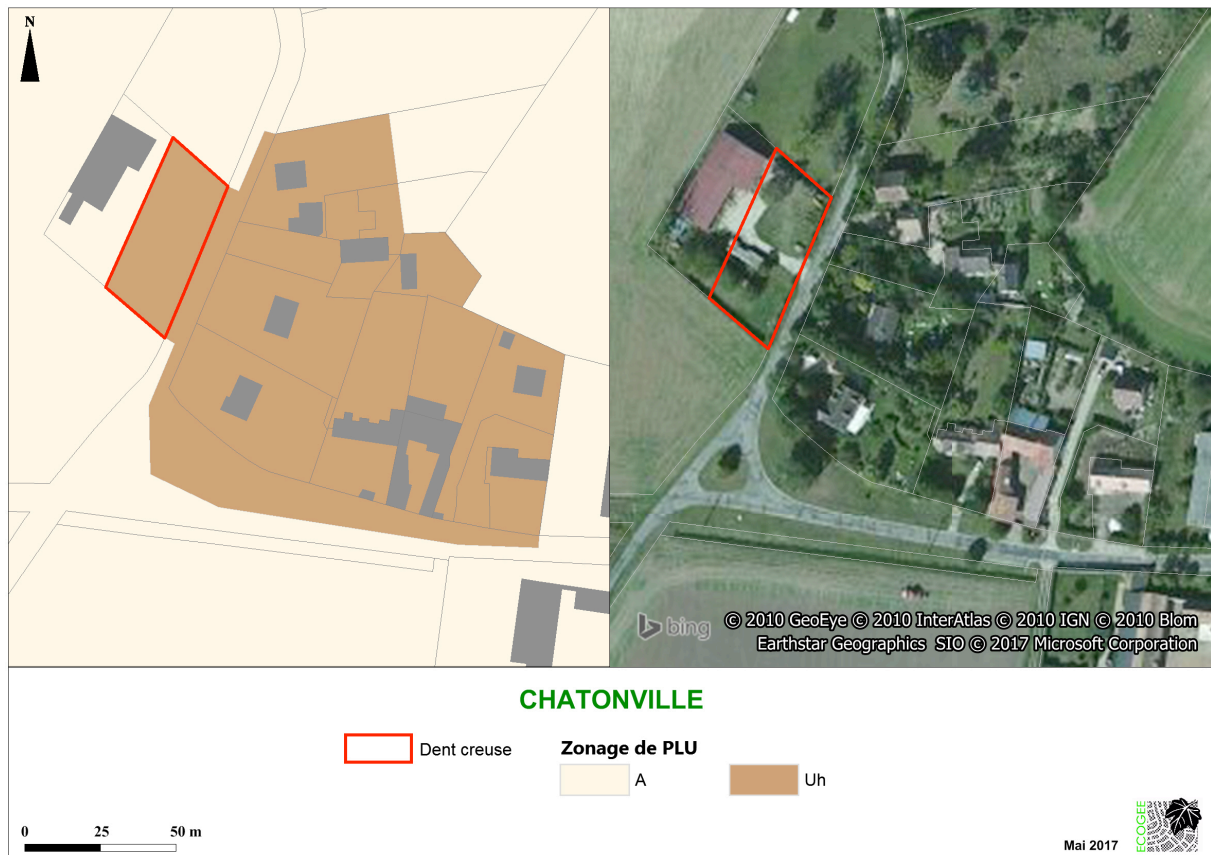 N
bing
© 2010 GeoEye © 2010 InterAtlas © 2010 IGN © 2010 Blom
Earthstar Geographics SIO © 2017 Microsoft Corporation
CHATONVILLE
Dent creuse
Zonage de PLU
A
Uh
0 25 50 m
Mai 2017
ECOGEE